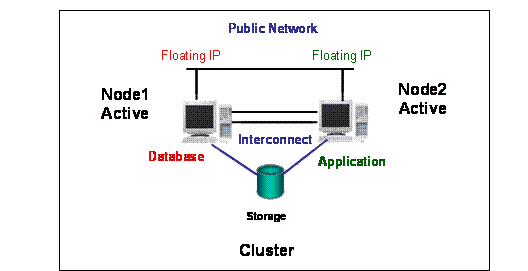 Public Network
Floating IP
Floating IP
Node1
Active
Node2
Active
Interconnect
Database
Application
Storage
Cluster